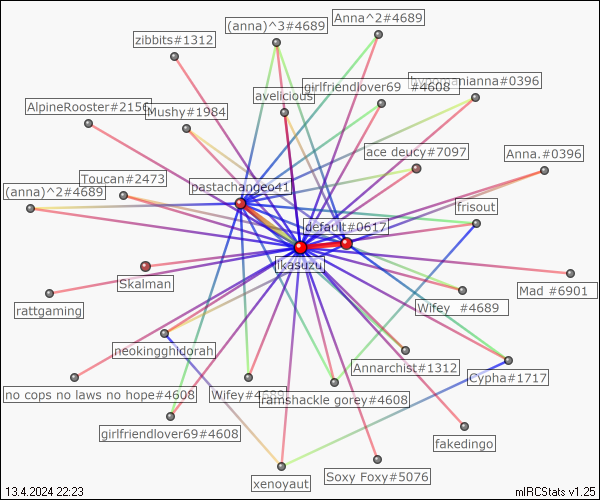 Anna^2#4689
(anna)^3#4689
zibbits#1312
hypomanianna#0396
girlfriendlover69 #4608
avelicious
AlpineRooster#2156
Mushy#1984
ace deucy#7097
Anna.#0396
Toucan#2473
pastachangeo41
(anna)^2#4689
frisout
default#0617
ikasuzu
Skalman
Mad #6901
rattgaming
Wifey #4689
neokingghidorah
Annarchist#1312
Cypha#1717
no cops no laws no hope#4608
Wifey#4689
ramshackle gorey#4608
girlfriendlover69#4608
fakedingo
xenoyaut
Soxy Foxy#5076
13.4.2024 22:23
mIRCStats v1.25